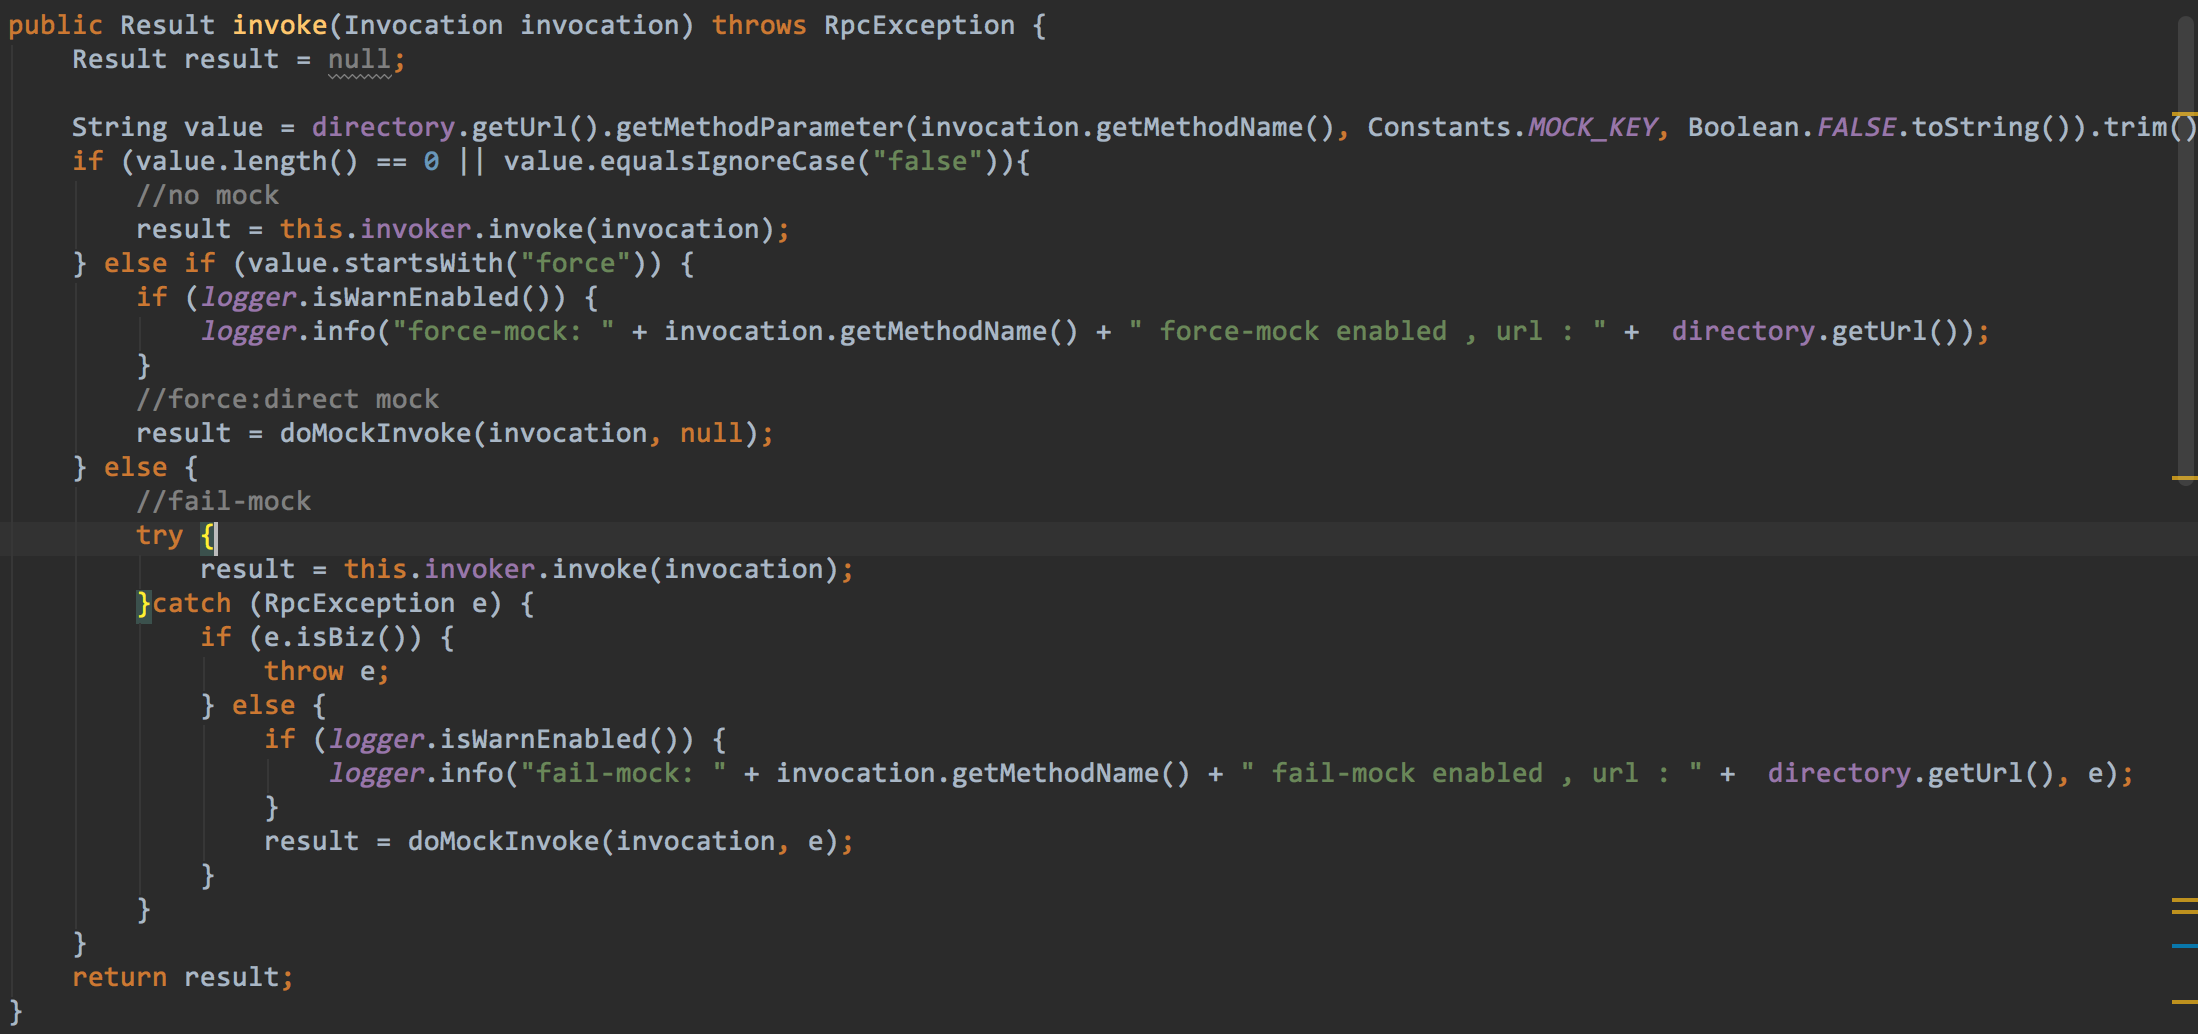 public Result invoke(Invocation invocation) throws RpcException {
    Result result = null;

    String value = directory.getUrl().getMethodParameter(invocation.getMethodName(), Constants.MOCK_KEY, Boolean.FALSE.toString()).trim()
    if (value.length() == 0 || value.equalsIgnoreCase("false")){
        //no mock
        result = this.invoker.invoke(invocation);
    } else if (value.startsWith("force")) {
        if (logger.isWarnEnabled()) {
            logger.info("force-mock: " + invocation.getMethodName() + " force-mock enabled , url : " +  directory.getUrl());
        }
        //force:direct mock
        result = doMockInvoke(invocation, null);
    } else {
        //fail-mock
        try {
            result = this.invoker.invoke(invocation);
        }catch (RpcException e) {
            if (e.isBiz()) {
                throw e;
            } else {
                if (logger.isWarnEnabled()) {
                    logger.info("fail-mock: " + invocation.getMethodName() + " fail-mock enabled , url : " +  directory.getUrl(), e);
                }
                result = doMockInvoke(invocation, e);
            }
        }
    }
    return result;
}